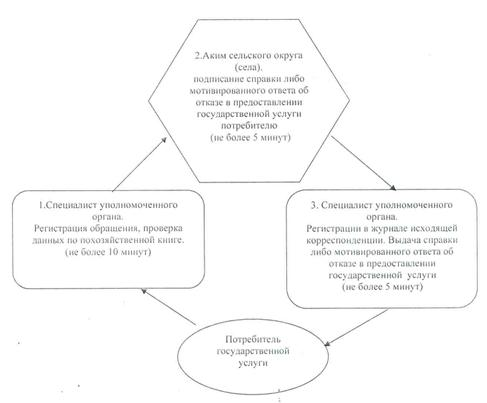 2.Аким сельского округа
(села).
подписание справки либо
мотивированного ответа об
отказе в предоставлении
государственной услуги
потребителю
(не более 5 минут)
1.Специалист уполномоченного
органа.
Регистрация обращения, проверка
данных по похозяйственной книге.
(не более 10 минут)
3. Специалист уполномоченного
органа.
Регистрации в журнале исходящей
корреспонденции. Выдача справки
либо мотивированного ответа об
отказе в предоставлении
государственной услуги
(не более 5 минут)
Потребитель
государственной
услуги